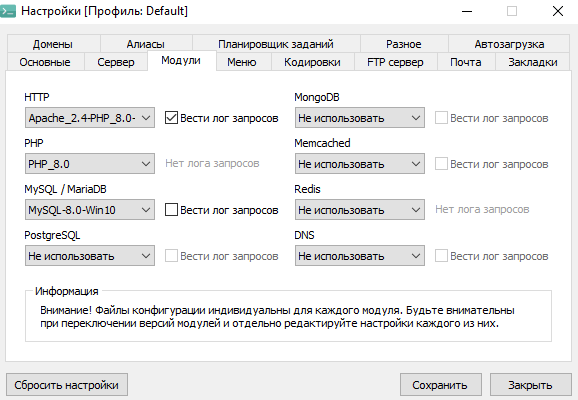 Настройки [Профиль: Default]
Домены Алиасы Планировщик заданий Разное Автозагрузка
Основные Сервер Модули Меню Кодировки FTP сервер Почта Закладки
HTTP MongoDB
Apache_2.4-PHP_8.0- Вести лог запросов Не использовать Вести лог запросов
PHP Memcached
PHP_8.0 Нет лога запросов Не использовать Вести лог запросов
MySQL / MariaDB Redis
MySQL-8.0-Win10 Вести лог запросов Не использовать Нет лога запросов
PostgreSQL DNS
Не использовать Вести лог запросов Не использовать Вести лог запросов
Информация
Внимание! Файлы конфигурации индивидуальны для каждого модуля. Будьте внимательны
при переключении версий модулей и отдельно редактируйте настройки каждого из них.
Сбросить настройки Сохранить Закрыть